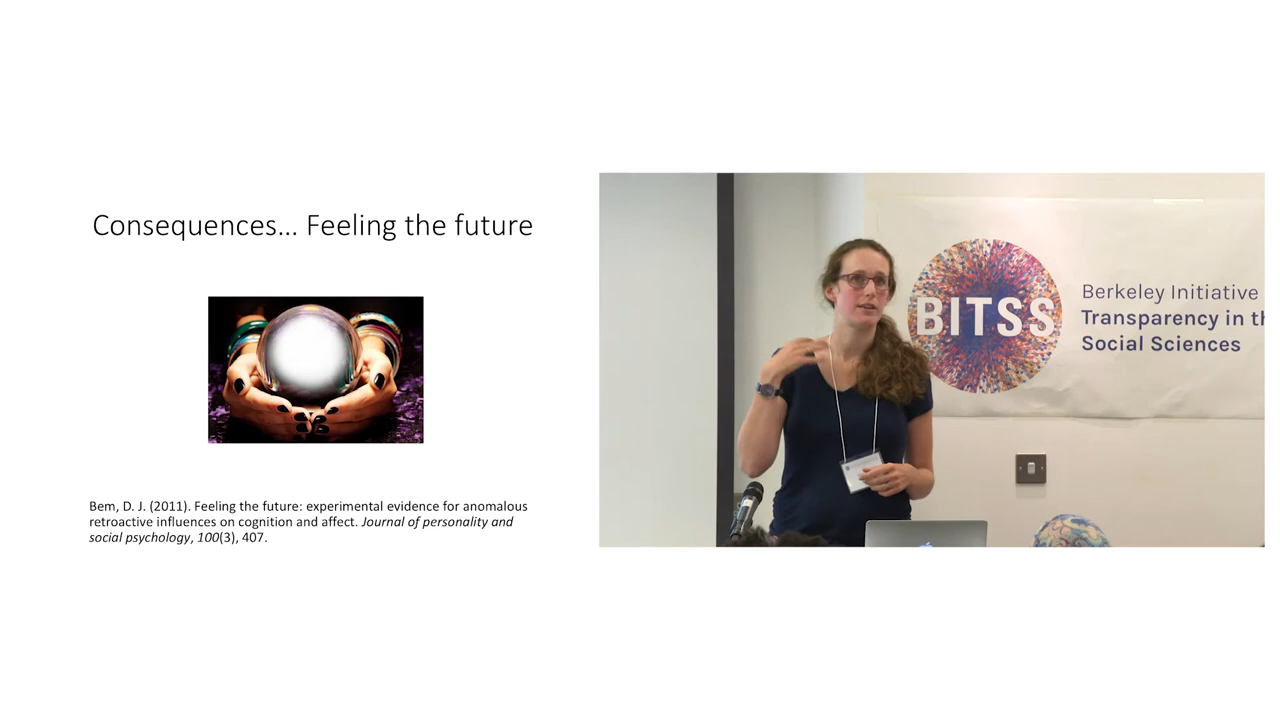 Consequences... Feeling the future
Bem, D. J. (2011). Feeling the future: experimental evidence for anomalous
retroactive influences on cognition and affect. Journal of personality and
social psychology, 100(3), 407.
BITSS
Berkeley Initiative
Transparency in th
Social Sciences